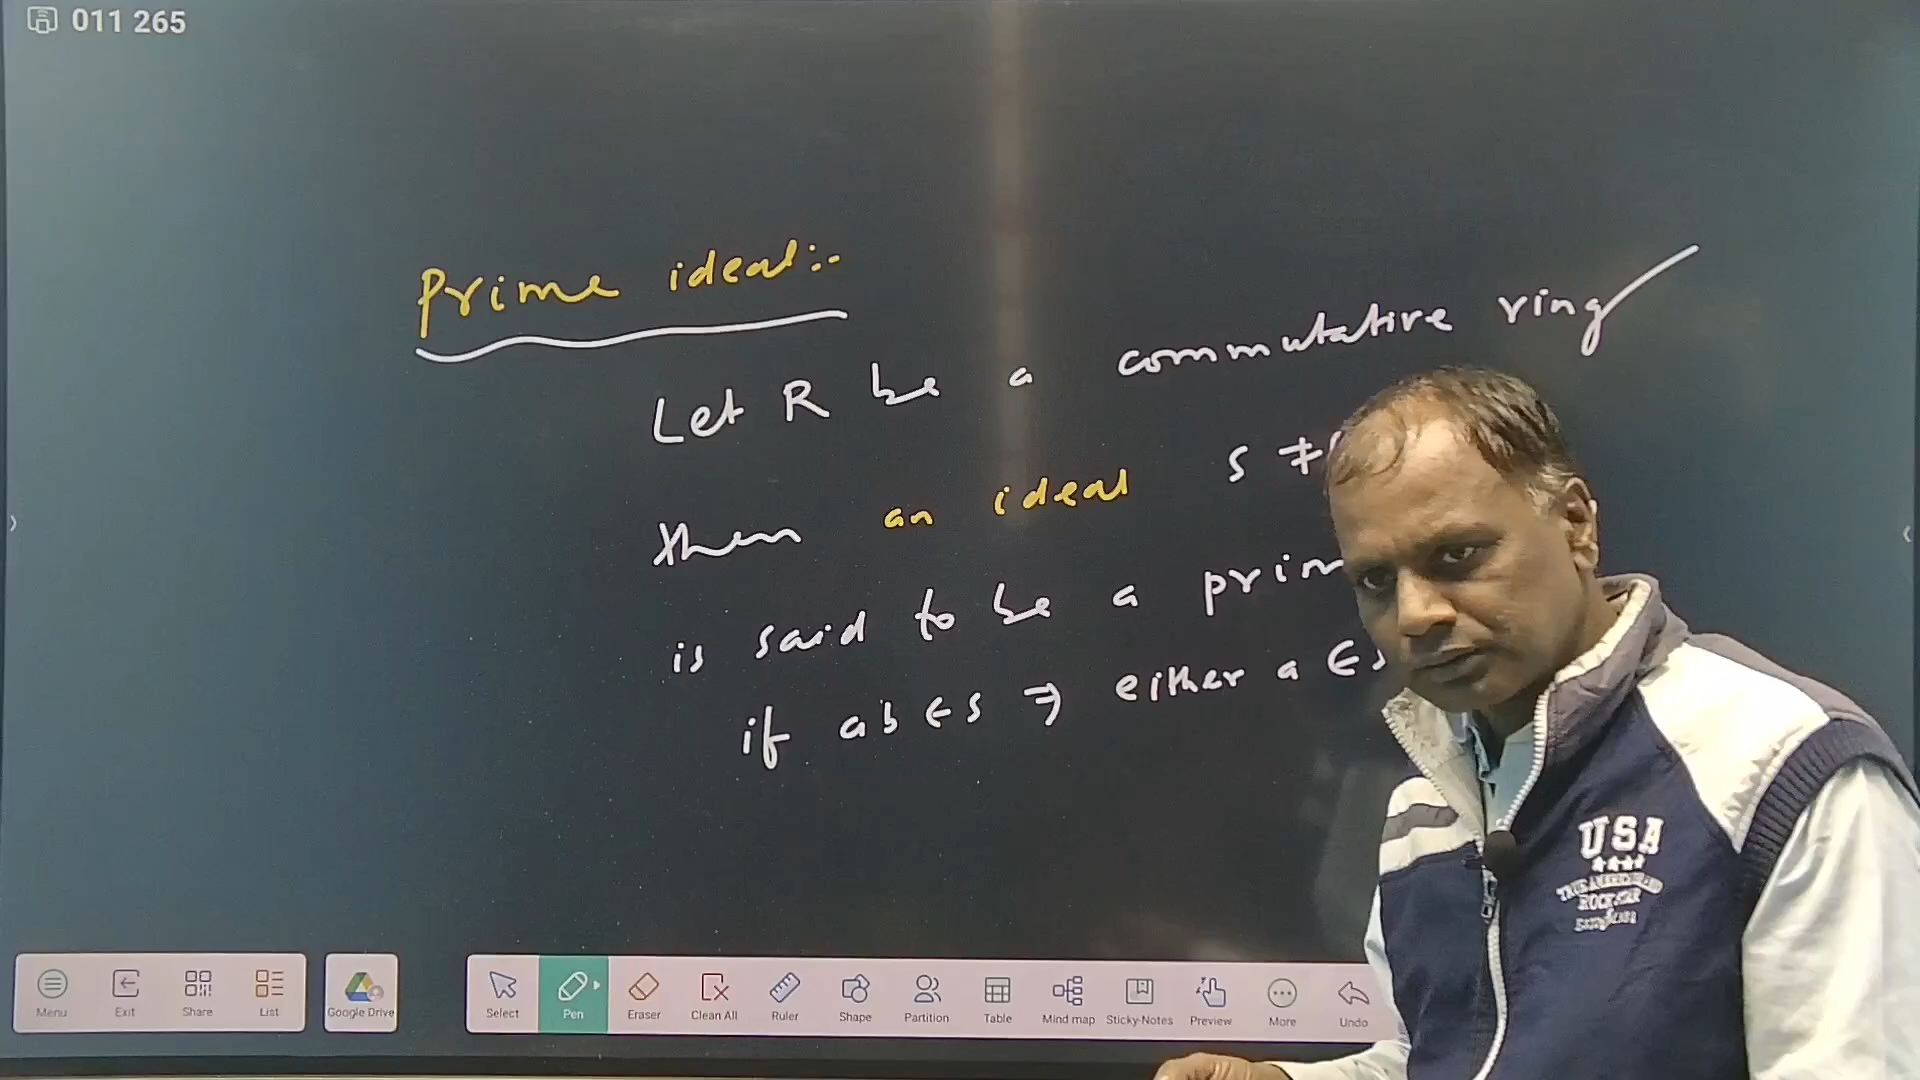 011 265
Prime ideal:-
Let R be a commutative ring
then an ideal S ≠
is said to be a prim
if ab ∈ S ⇒ either a ∈ S
USA
ROCKSTAR
Menu
Exit
Share
List
Google Drive
Select
Pen
Eraser
Clean All
Ruler
Shape
Partition
Table
Mind map
Sticky-Notes
Preview
More
Undo